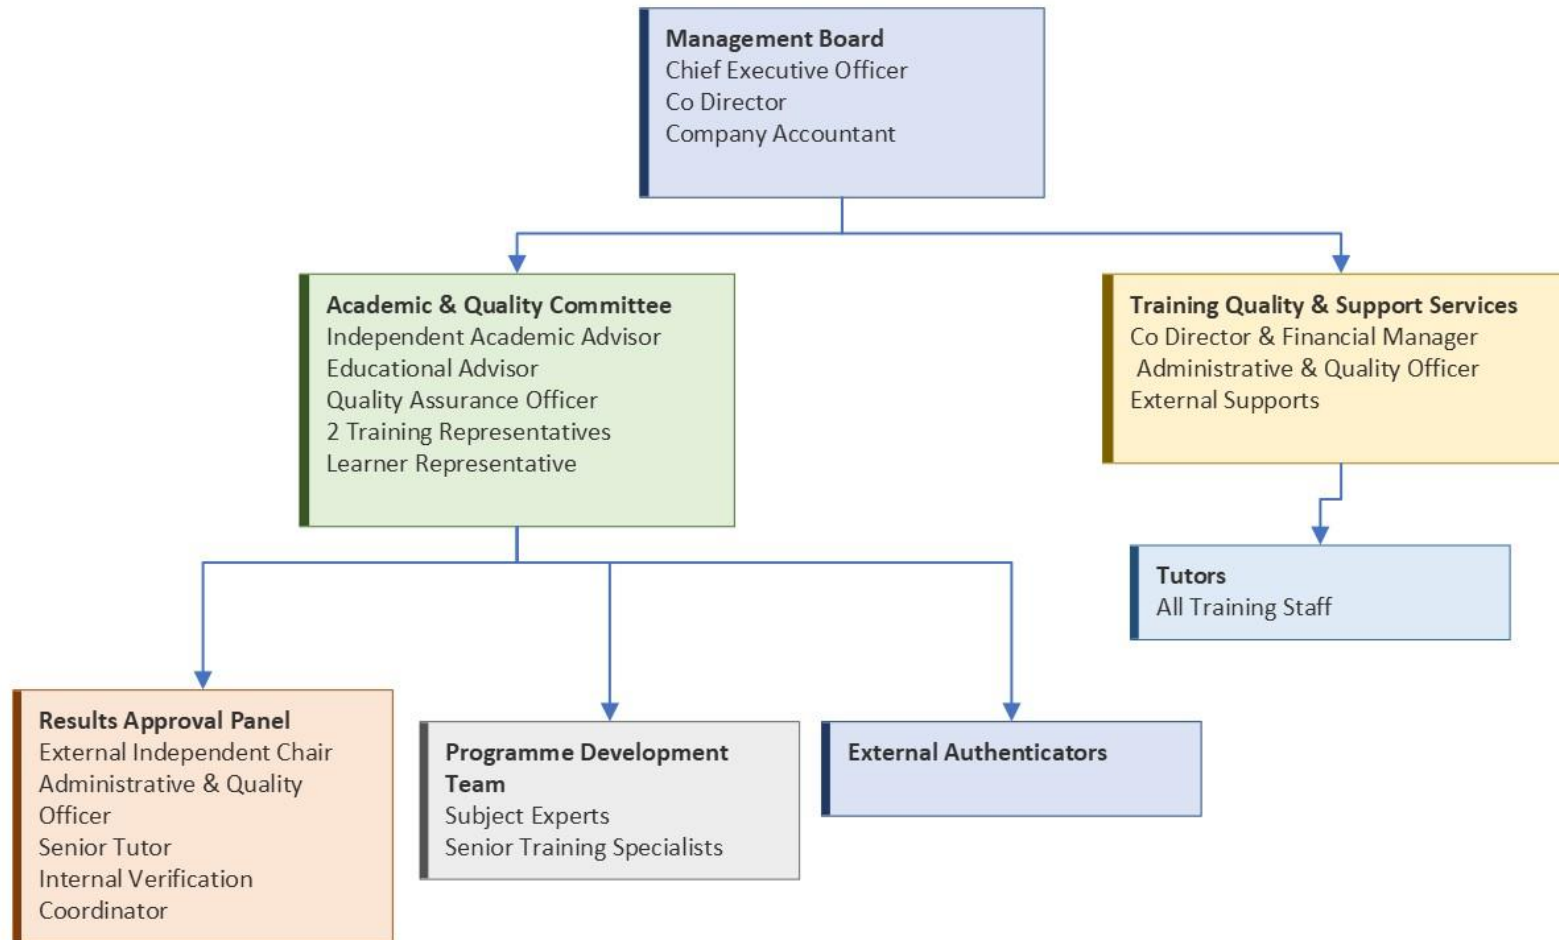 Management Board
Chief Executive Officer
Co Director
Company Accountant
Academic & Quality Committee
Independent Academic Advisor
Educational Advisor
Quality Assurance Officer
2 Training Representatives
Learner Representative
Training Quality & Support Services
Co Director & Financial Manager
Administrative & Quality Officer
External Supports
Tutors
All Training Staff
Results Approval Panel
External Independent Chair
Administrative & Quality
Officer
Senior Tutor
Internal Verification
Coordinator
Programme Development
Team
Subject Experts
Senior Training Specialists
External Authenticators